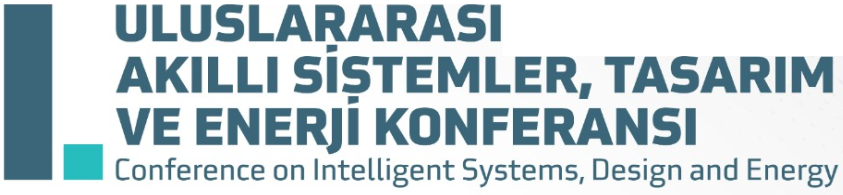 I.
ULUSLARARASI
AKILLI SİSTEMLER, TASARIM
VE ENERJİ KONFERANSI
Conference on Intelligent Systems, Design and Energy